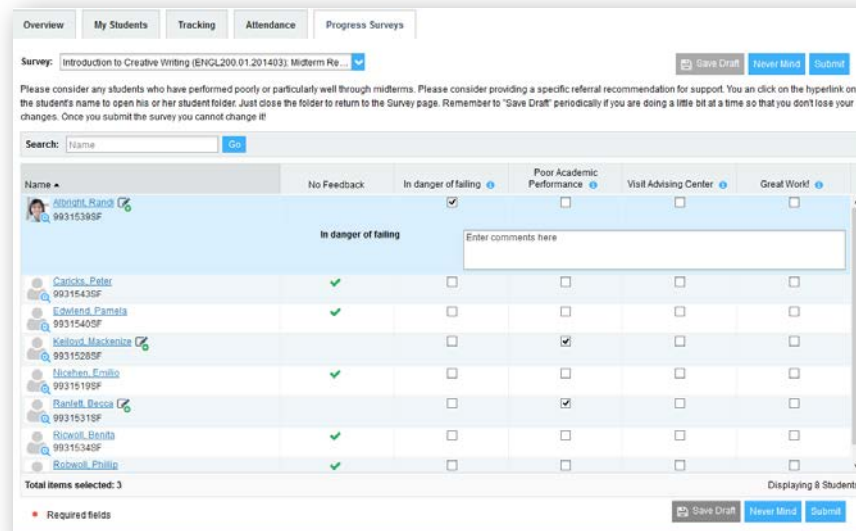 Overview My Students Tracking Attendance Progress Surveys
Survey: Introduction to Creative Writing (ENGL200.01.201403): Midterm Re... Save Draft Never Mind Submit
Please consider any students who have performed poorly or particularly well through midterms. Please consider providing a specific referral recommendation for support. You an click on the hyperlink on
the student's name to open his or her student folder. Just close the folder to return to the Survey page. Remember to "Save Draft" periodically if you are doing a little bit at a time so that you don't lose your
changes. Once you submit the survey you cannot change it!
Search: Name Go
Name No Feedback In danger of failing Poor Academic Performance Visit Advising Center Great Work!
Albright, Randi
9931539SF
In danger of failing Enter comments here
Caricks, Peter
9931543SF
Edwlend, Pamela
9931540SF
Kelloyd, Mackenize
9931528SF
Nicehen, Emilio
9931519SF
Ranlett, Becca
9931531SF
Ricwoll, Benita
9931534SF
Robwoll, Phillip
Total items selected: 3 Displaying 8 Students
* Required fields Save Draft Never Mind Submit